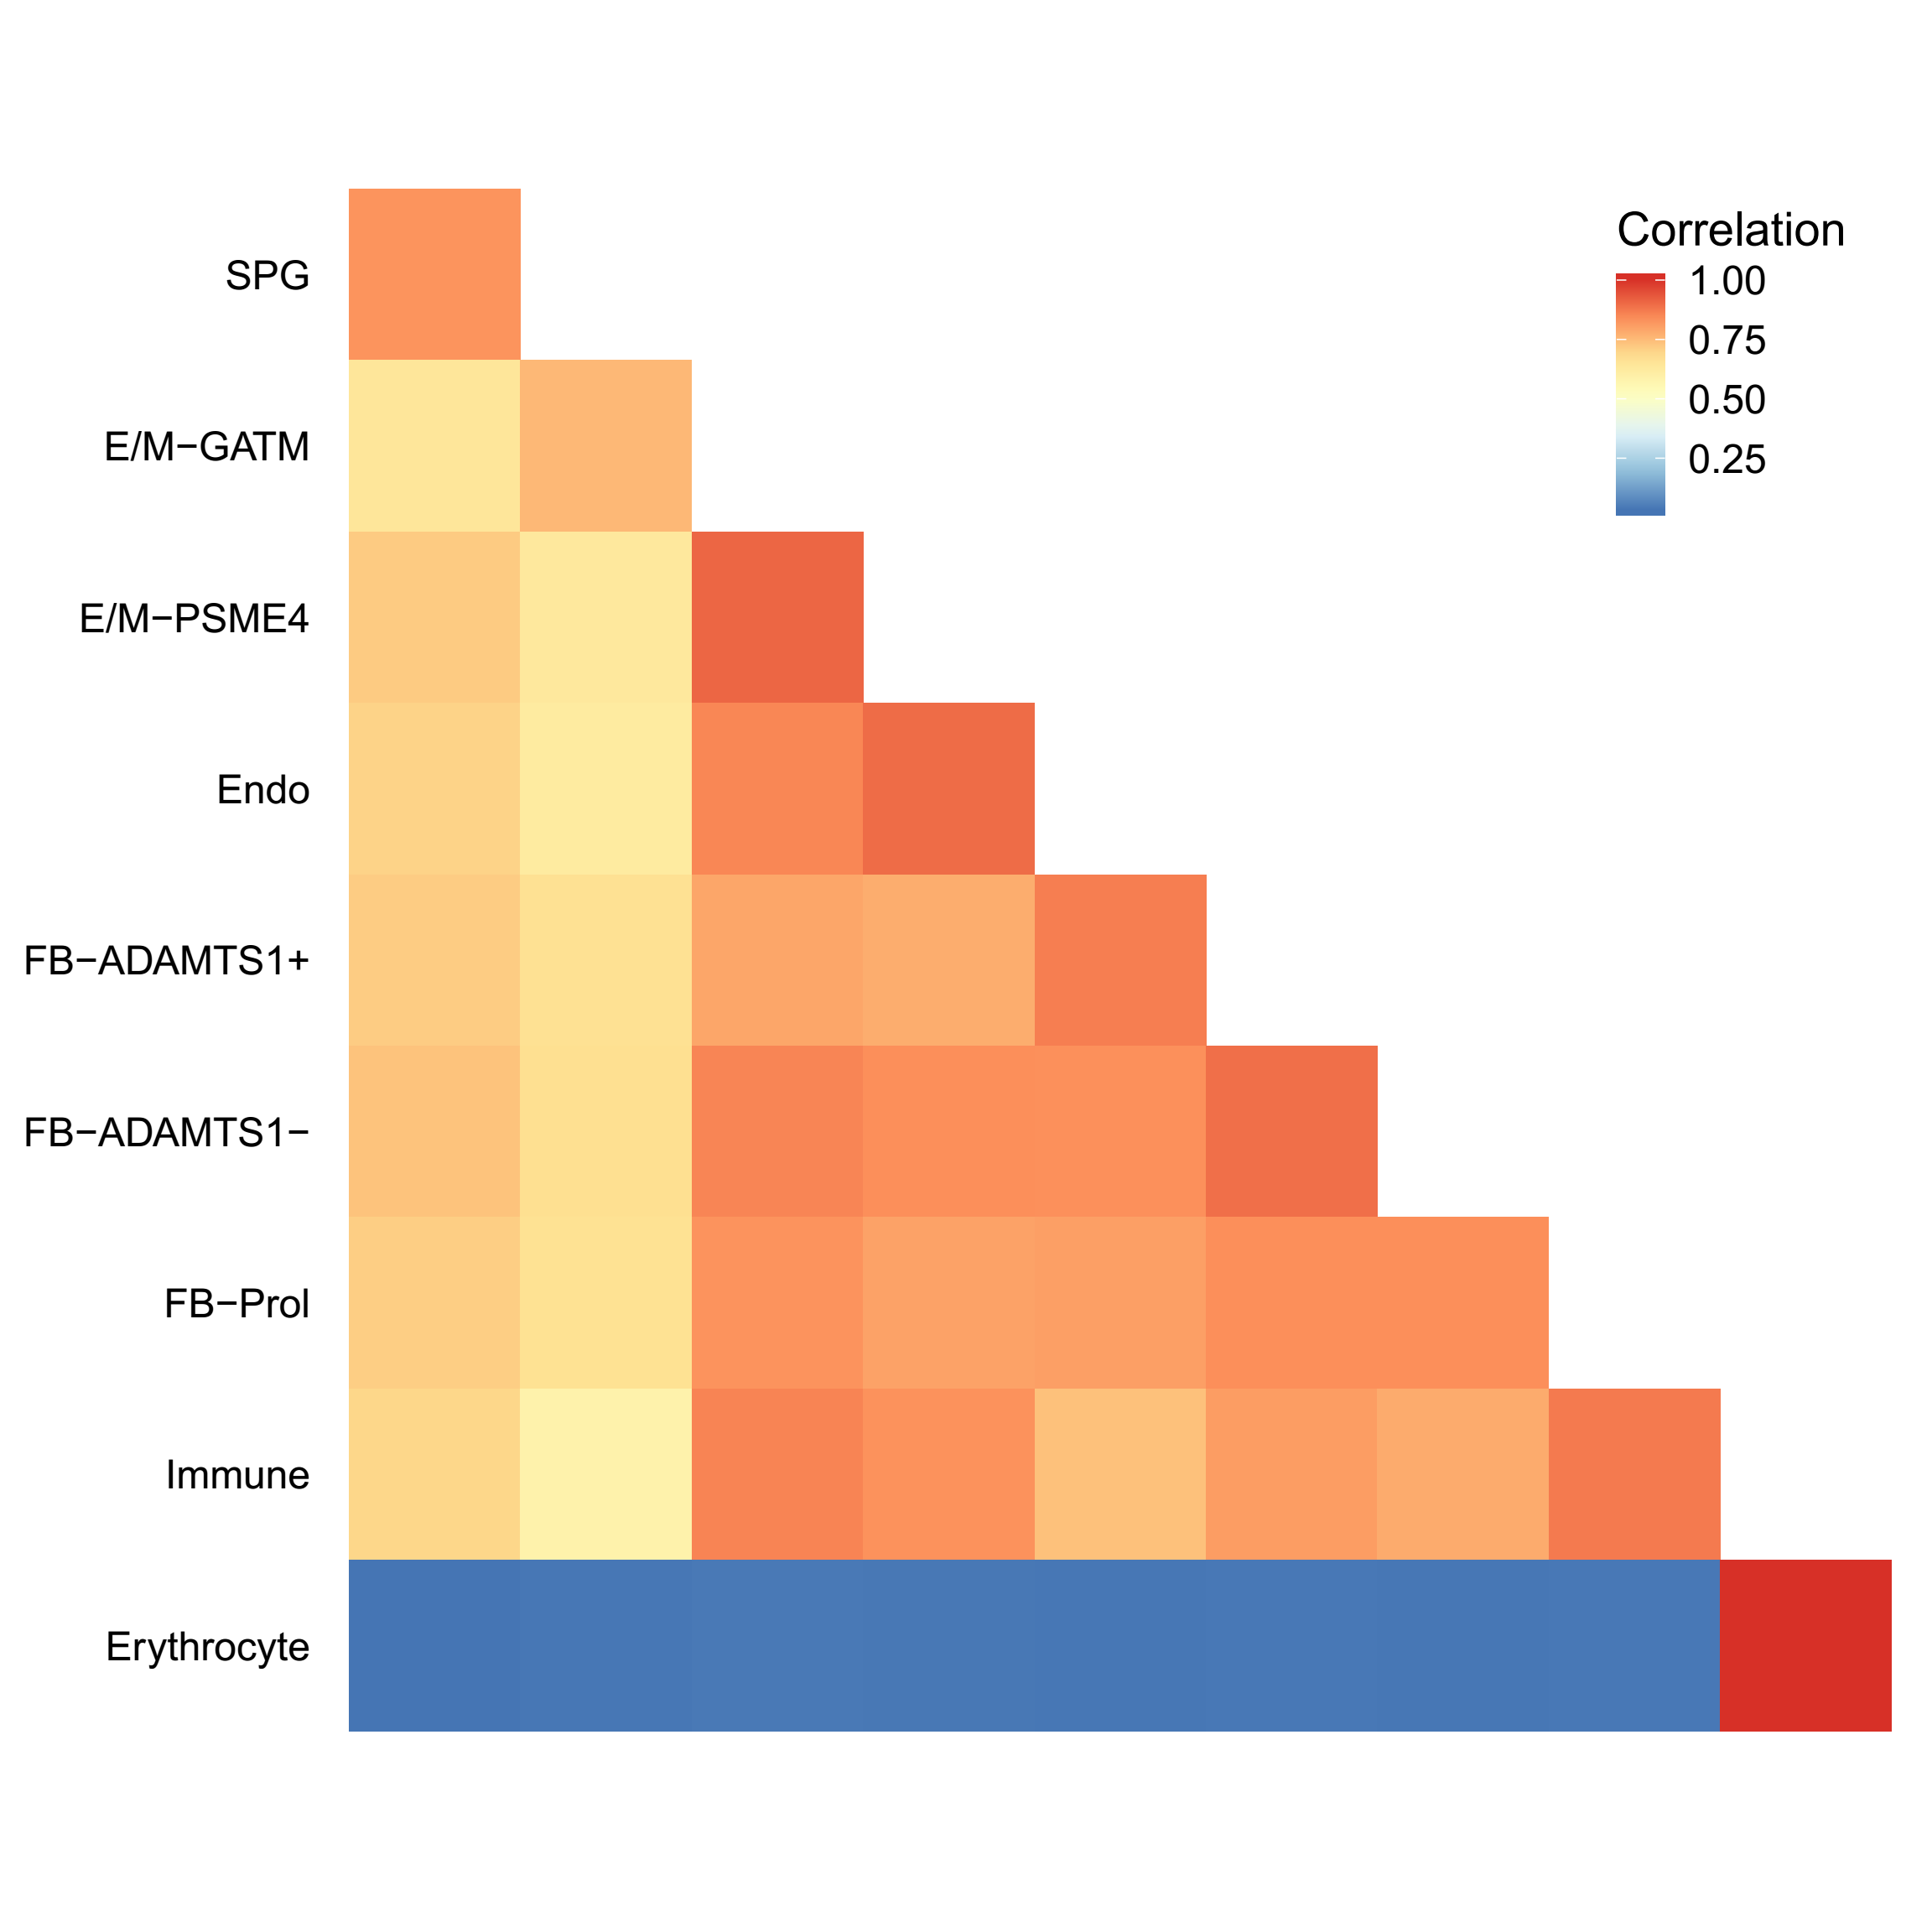 SPG
E/M−GATM
E/M−PSME4
Endo
FB−ADAMTS1+
FB−ADAMTS1−
FB−Prol
Immune
Erythrocyte
Correlation
1.00
0.75
0.50
0.25